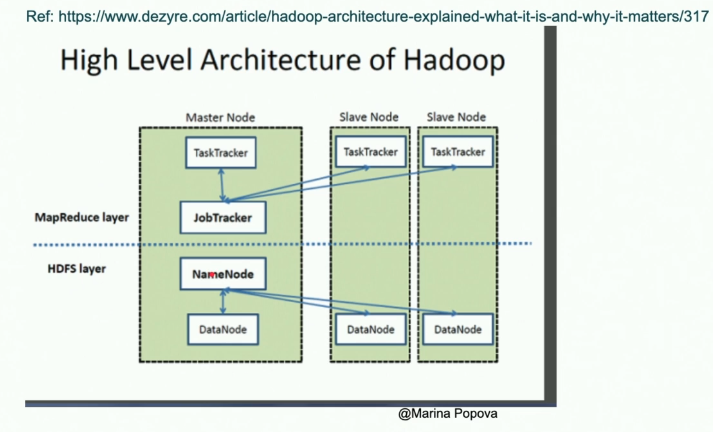 Ref: https://www.dezyre.com/article/hadoop-architecture-explained-what-it-is-and-why-it-matters/317
High Level Architecture of Hadoop
Master Node
Slave Node
Slave Node
TaskTracker
TaskTracker
TaskTracker
MapReduce layer
JobTracker
HDFS layer
NameNode
DataNode
DataNode
DataNode
@Marina Popova